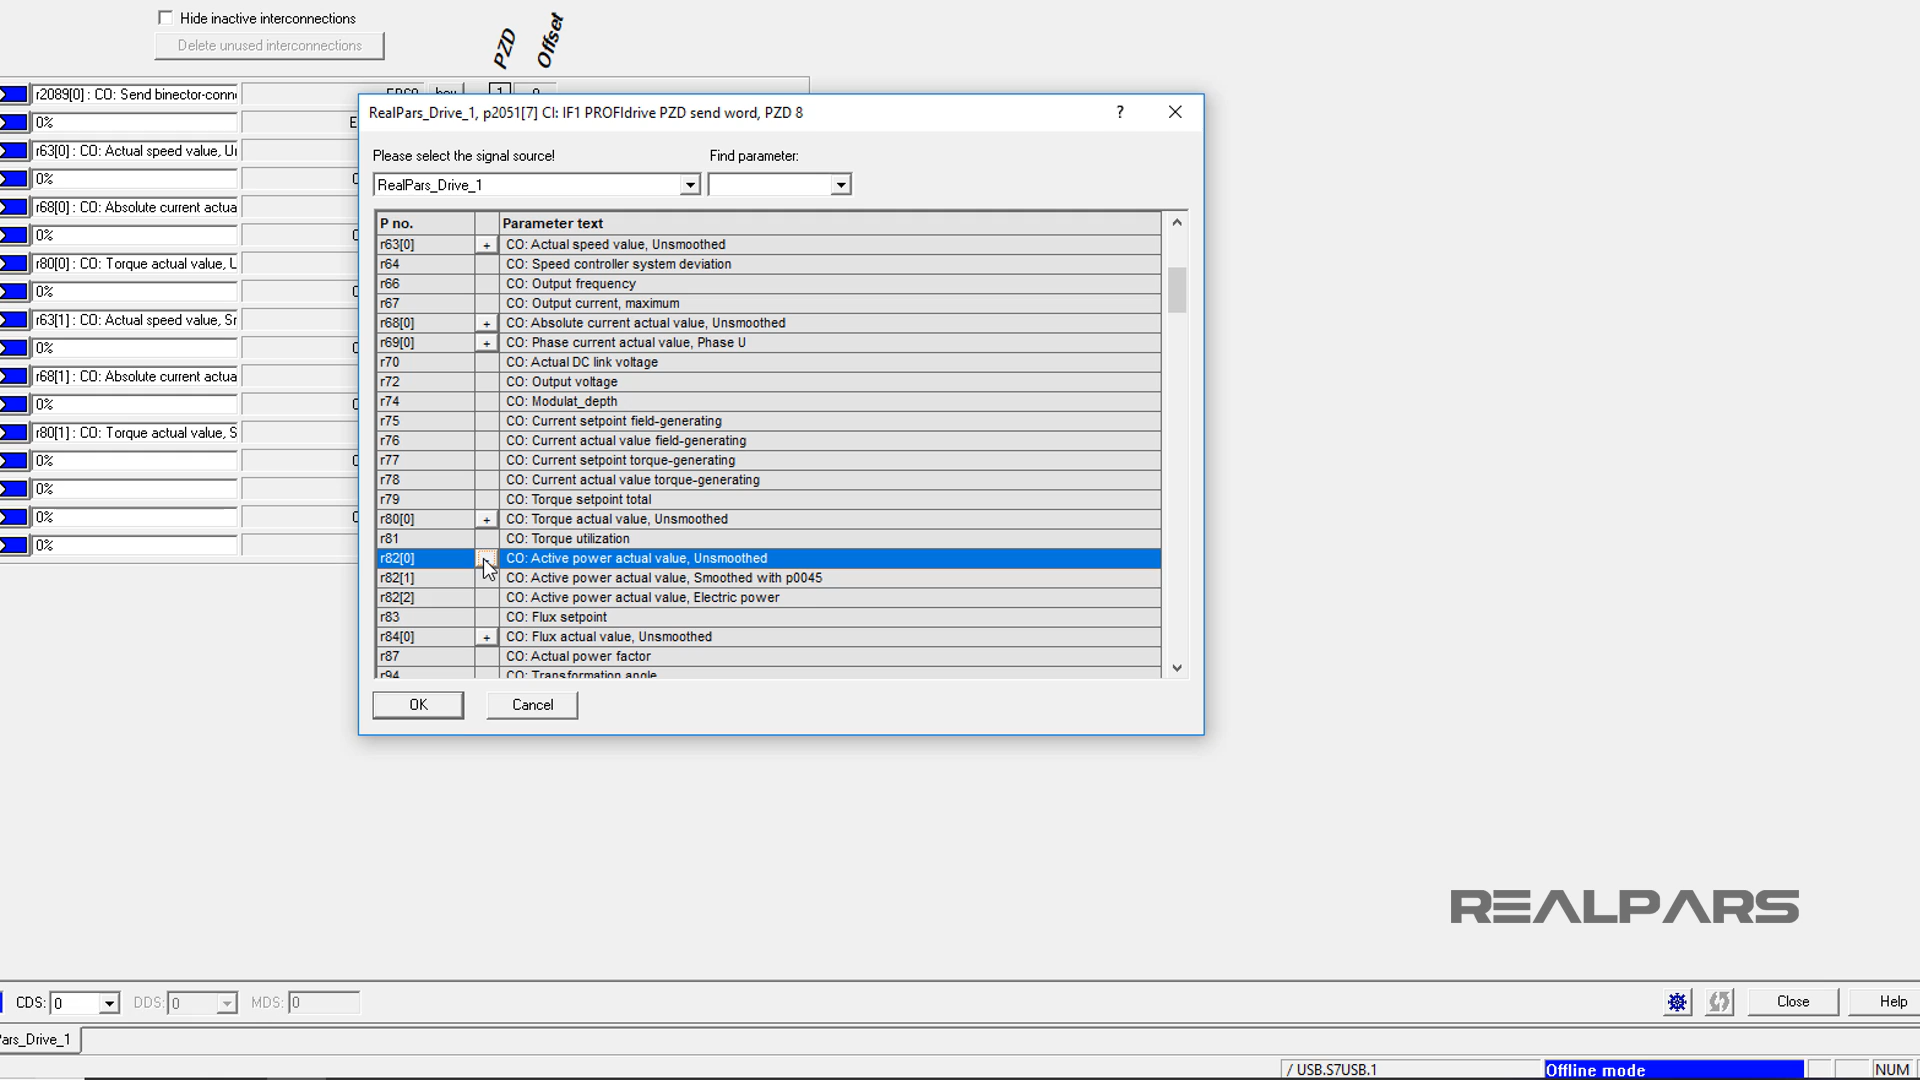 Hide inactive interconnections
Delete unused interconnections
PZD
Offset
r2089[0] : CO: Send binector-conn
0%
r63[0] : CO: Actual speed value, U
0%
r68[0] : CO: Absolute current actua
0%
r80[0] : CO: Torque actual value, U
0%
r63[1] : CO: Actual speed value, Sr
0%
r68[1] : CO: Absolute current actua
0%
r80[1] : CO: Torque actual value, S
0%
0%
0%
0%
RealPars_Drive_1, p2051[7] CI: IF1 PROFIdrive PZD send word, PZD 8
?
Please select the signal source!
Find parameter:
RealPars_Drive_1
P no. Parameter text
r63[0] + CO: Actual speed value, Unsmoothed
r64 CO: Speed controller system deviation
r66 CO: Output frequency
r67 CO: Output current, maximum
r68[0] + CO: Absolute current actual value, Unsmoothed
r69[0] + CO: Phase current actual value, Phase U
r70 CO: Actual DC link voltage
r72 CO: Output voltage
r74 CO: Modulat_depth
r75 CO: Current setpoint field-generating
r76 CO: Current actual value field-generating
r77 CO: Current setpoint torque-generating
r78 CO: Current actual value torque-generating
r79 CO: Torque setpoint total
r80[0] + CO: Torque actual value, Unsmoothed
r81 CO: Torque utilization
r82[0] CO: Active power actual value, Unsmoothed
r82[1] CO: Active power actual value, Smoothed with p0045
r82[2] CO: Active power actual value, Electric power
r83 CO: Flux setpoint
r84[0] + CO: Flux actual value, Unsmoothed
r87 CO: Actual power factor
r94 CO: Transformation angle
OK
Cancel
REALPARS
CDS: 0
DDS: 0
MDS: 0
Close
Help
Pars_Drive_1
/ USB.S7USB.1
Offline mode
NUM